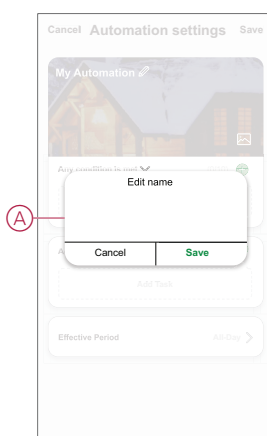 Cancel Automation settings Save
My Automation
Any condition is met
Edit name
A
Cancel Save
A
Add Task
Effective Period All-Day